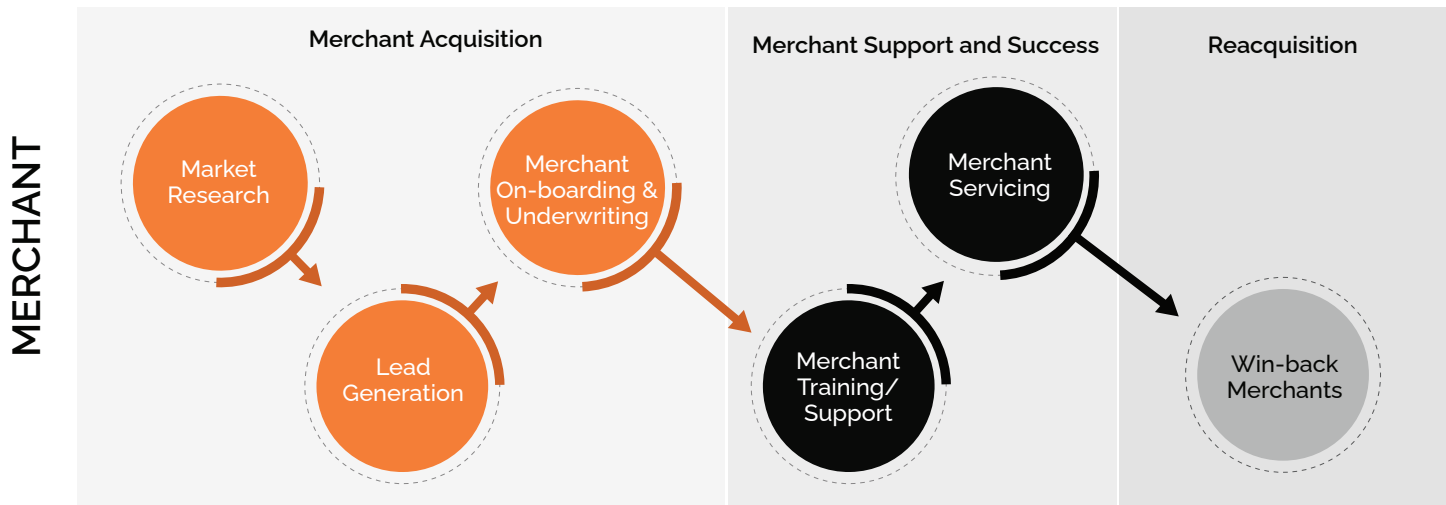 MERCHANT
Merchant Acquisition
Market
Research
Lead
Generation
Merchant
On-boarding &
Underwriting
Merchant Support and Success
Merchant
Training/
Support
Merchant
Servicing
Reacquisition
Win-back
Merchants